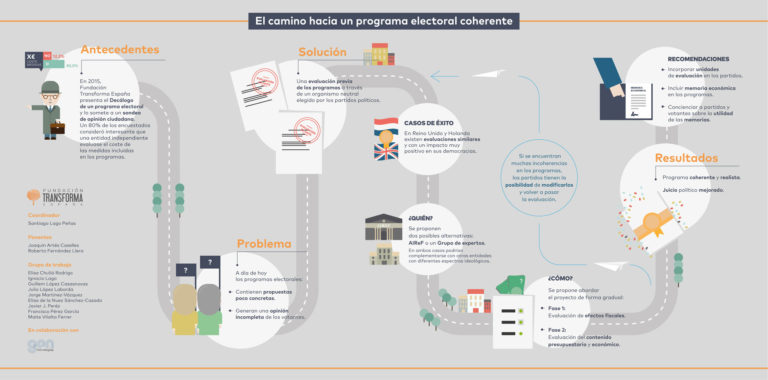 El camino hacia un programa electoral coherente
Antecedentes
NO
SÍ
En 2015,
Fundación
Transforma España
presenta el Decálogo
de un programa electoral
y lo somete a un sondeo
de opinión ciudadana.
Un 80% de los encuestados
consideró interesante que
una entidad independiente
evaluase el coste de
las medidas incluidas
en los programas.
FUNDACIÓN
TRANSFORMA
ESPAÑA
Coordinador
Santiago Lago Peñas
Ponentes
Joaquín Artés Caselles
Roberto Fernández Llera
Grupo de trabajo
Elisa Chuliá Rodrigo
Ignacio Lago
Guillem López Casasnovas
Julio López Laborda
Jorge Martínez Vázquez
Elisa de la Nuez Sánchez-Cascado
Javier J. Pérez
Francisco Pérez García
Maite Vilalta Ferrer
En colaboración con
gen
Problema
?
?
A día de hoy
los programas electorales:
Contienen propuestas
poco concretas.
Generan una opinión
incompleta de los votantes.
Solución
Una evaluación previa
de los programas a través
de un organismo neutral
elegido por los partidos políticos.
CASOS DE ÉXITO
En Reino Unido y Holanda
existen evaluaciones similares
y con un impacto muy
positivo en sus democracias.
¿QUIÉN?
Se proponen
dos posibles alternativas:
AIReF o un Grupo de expertos.
En ambos casos podrían
complementarse con otras entidades
con diferentes espectros ideológicos.
¿CÓMO?
Se propone abordar
el proyecto de forma gradual:
Fase 1:
Evaluación de efectos fiscales.
Fase 2:
Evaluación del contenido
presupuestario y económico.
Si se encuentran
muchas incoherencias
en los programas,
los partidos tienen la
posibilidad de modificarlos
y volver a pasar
la evaluación.
RECOMENDACIONES
MEMORIA
ECONÓMICA
Incorporar unidades
de evaluación en los partidos.
Incluir memoria económica
en los programas.
Concienciar a partidos y
votantes sobre la utilidad
de las memorias.
Resultados
Programa coherente y realista.
Juicio político mejorado.